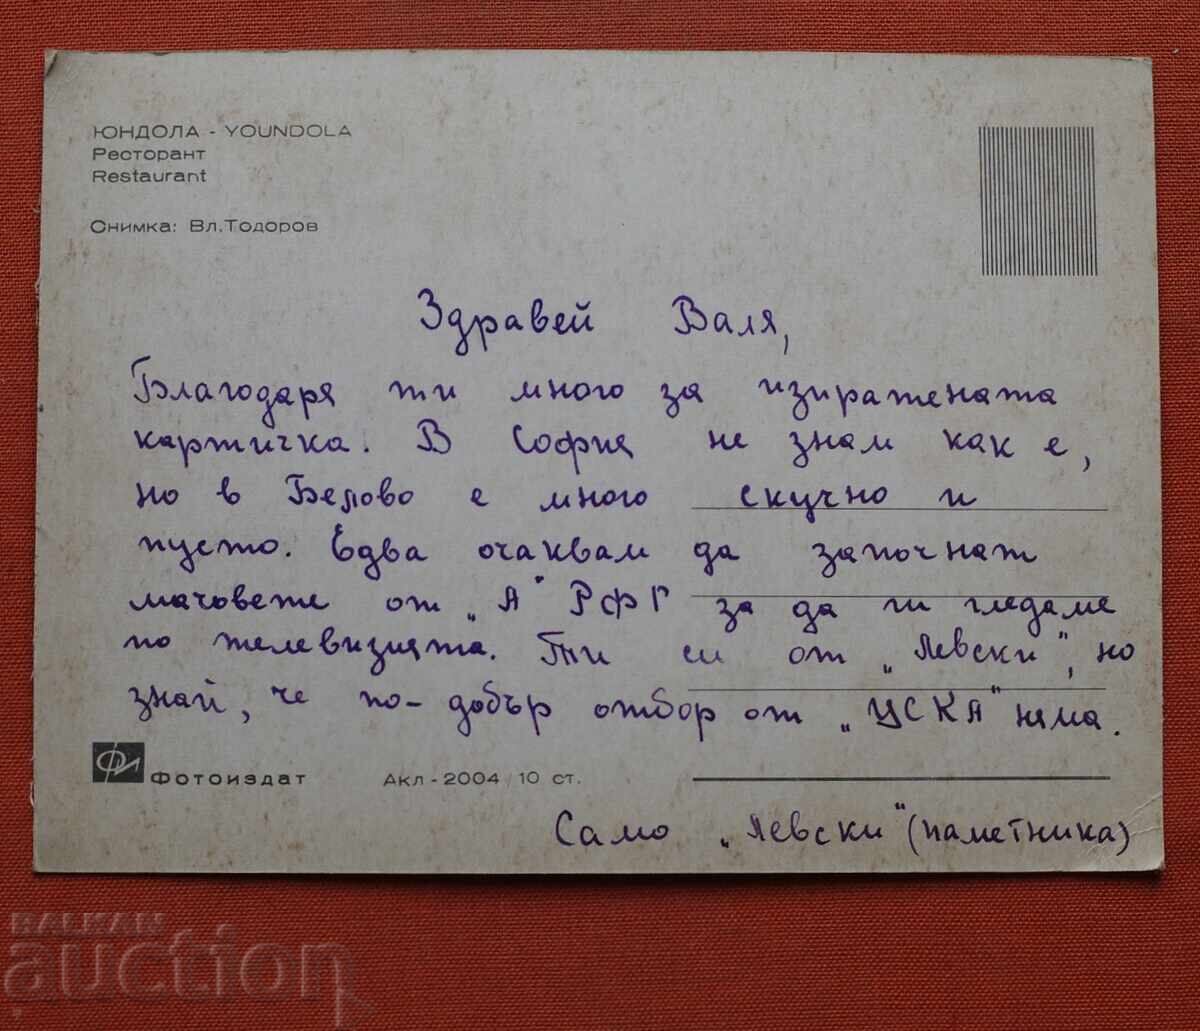 ЮНДОЛА - YOUNDOLA
Ресторант
Restaurant
Снимка: Вл.Тодоров
Здравей Валя,
Благодаря ти много за изпратената
картичка. В София не знам как е,
но в Белово е много скучно и
пусто. Едва очаквам да започнат
мачовете от „А" РФГ за да ги гледаме
по телевизията. Ти си от „Левски", но
знай, че по-добър отбор от „ЦСКА" няма.
Фотоиздат Акл-2004/10 ст.
Само „Левски" (паметника)
BALKAN
auction